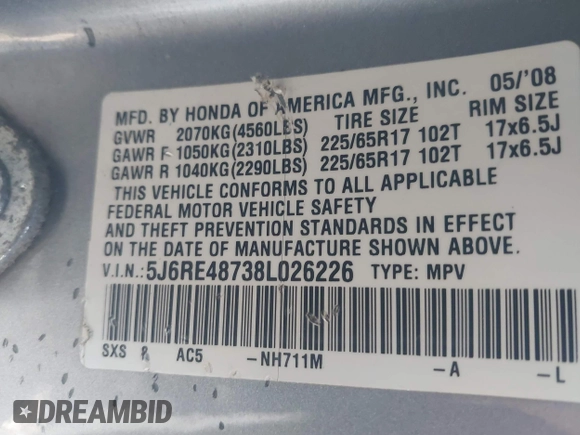 MFD. BY HONDA OF AMERICA MFG., INC. 05/'08
GVWR 2070KG(4560LBS) TIRE SIZE RIM SIZE
GAWR F 1050KG(2310LBS) 225/65R17 102T 17x6.5J
GAWR R 1040KG(2290LBS) 225/65R17 102T 17x6.5J
THIS VEHICLE CONFORMS TO ALL APPLICABLE
FEDERAL MOTOR VEHICLE SAFETY
AND THEFT PREVENTION STANDARDS IN EFFECT
ON THE DATE OF MANUFACTURE SHOWN ABOVE.
V.I.N.: 5J6RE48738L026226 TYPE: MPV
SXS AC5 -NH711M -A -L
DREAMBID